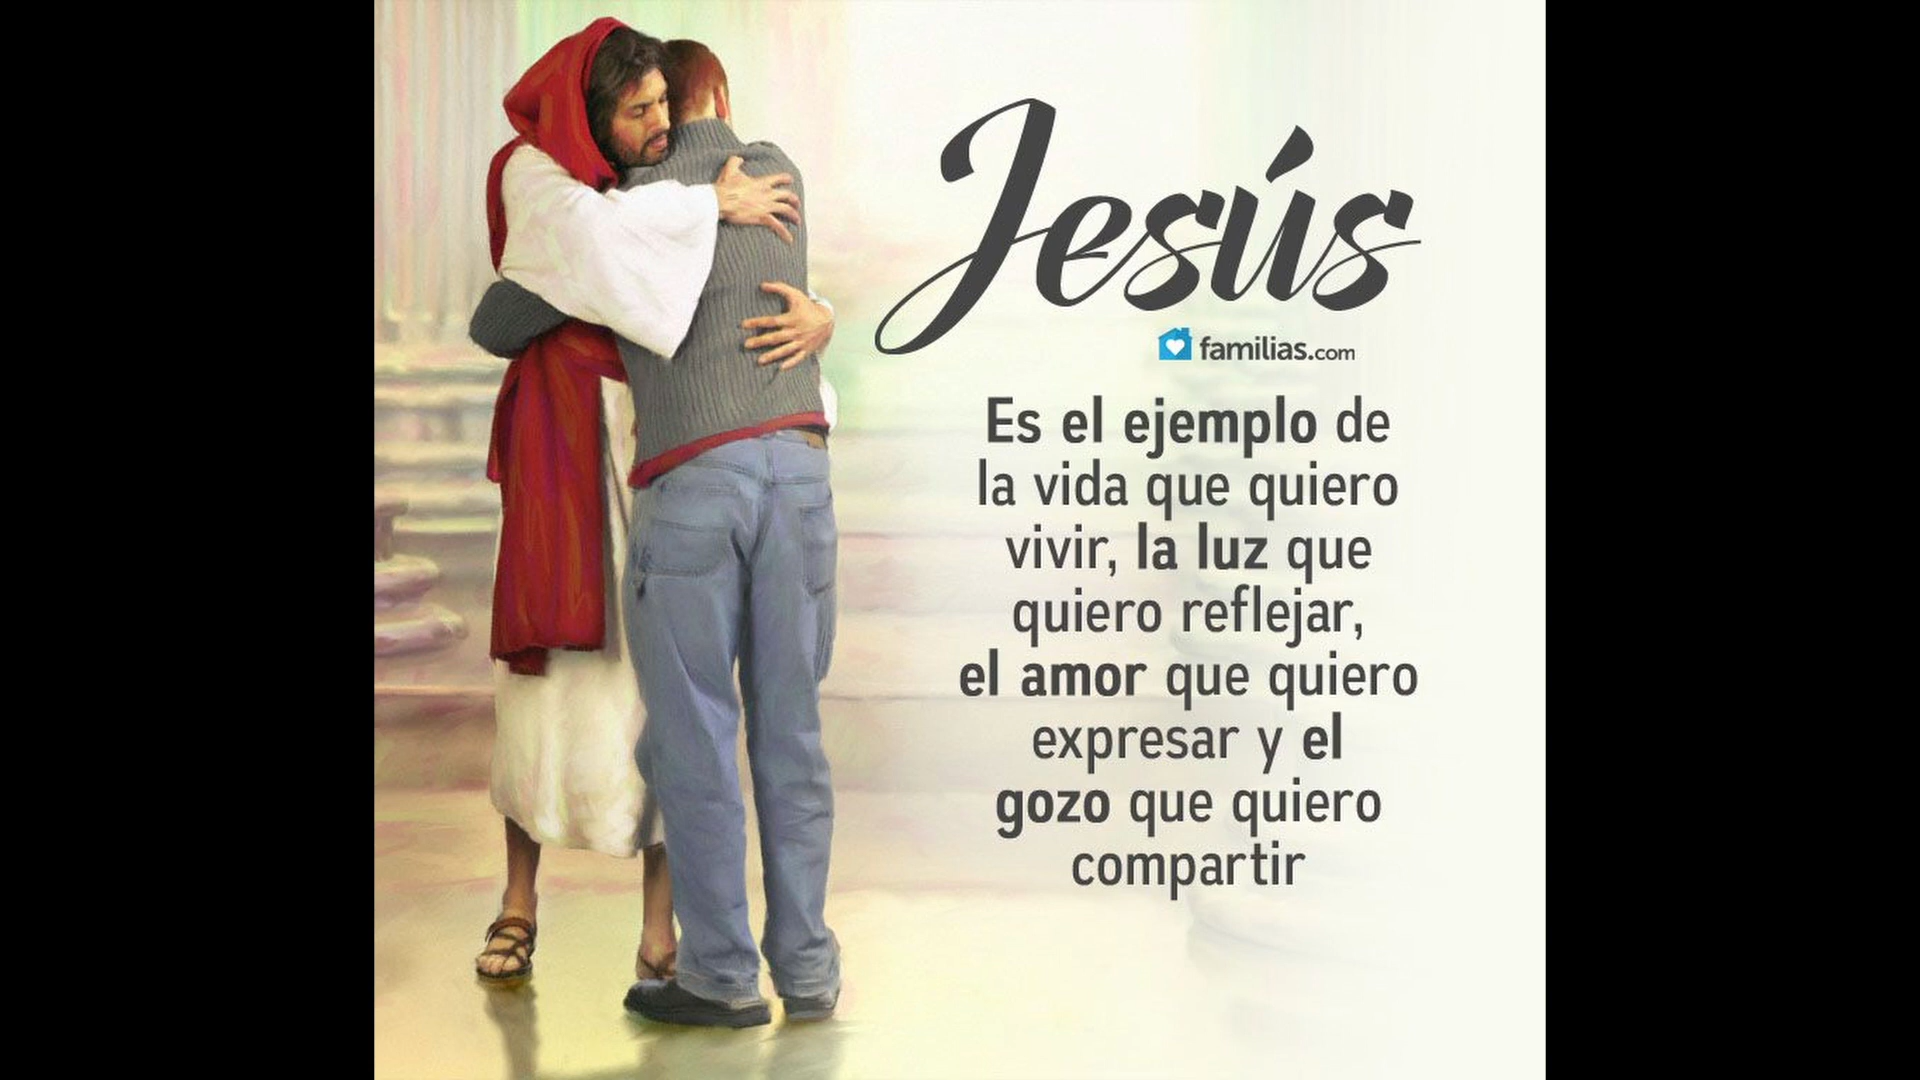 Jesús
familias.com
Es el ejemplo de
la vida que quiero
vivir, la luz que
quiero reflejar,
el amor que quiero
expresar y el
gozo que quiero
compartir